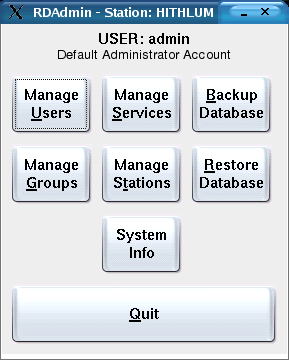 RDAdmin - Station: HITHLUM
USER: admin
Default Administrator Account
Manage
Users
Manage
Services
Backup
Database
Manage
Groups
Manage
Stations
Restore
Database
System
Info
Quit